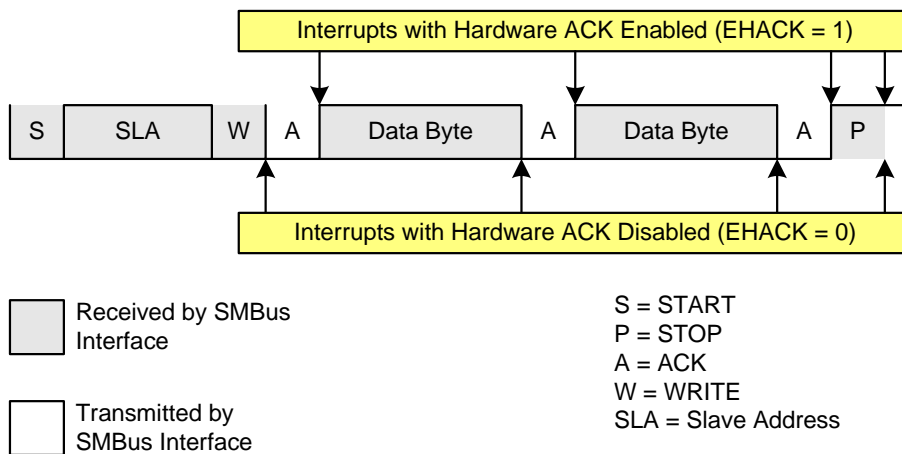 Interrupts with Hardware ACK Enabled (EHACK = 1)
S SLA W A Data Byte A Data Byte A P
Interrupts with Hardware ACK Disabled (EHACK = 0)
Received by SMBus
Interface
Transmitted by
SMBus Interface
S = START
P = STOP
A = ACK
W = WRITE
SLA = Slave Address